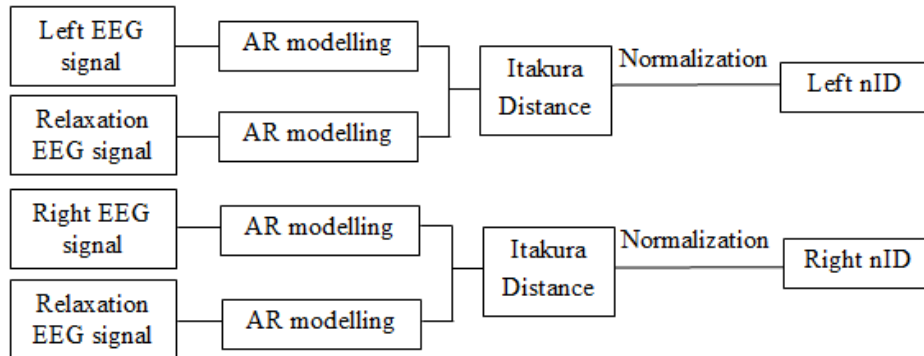 Left EEG
signal
AR modelling
Relaxation
EEG signal
AR modelling
Itakura
Distance
Normalization
Left nID
Right EEG
signal
AR modelling
Relaxation
EEG signal
AR modelling
Itakura
Distance
Normalization
Right nID